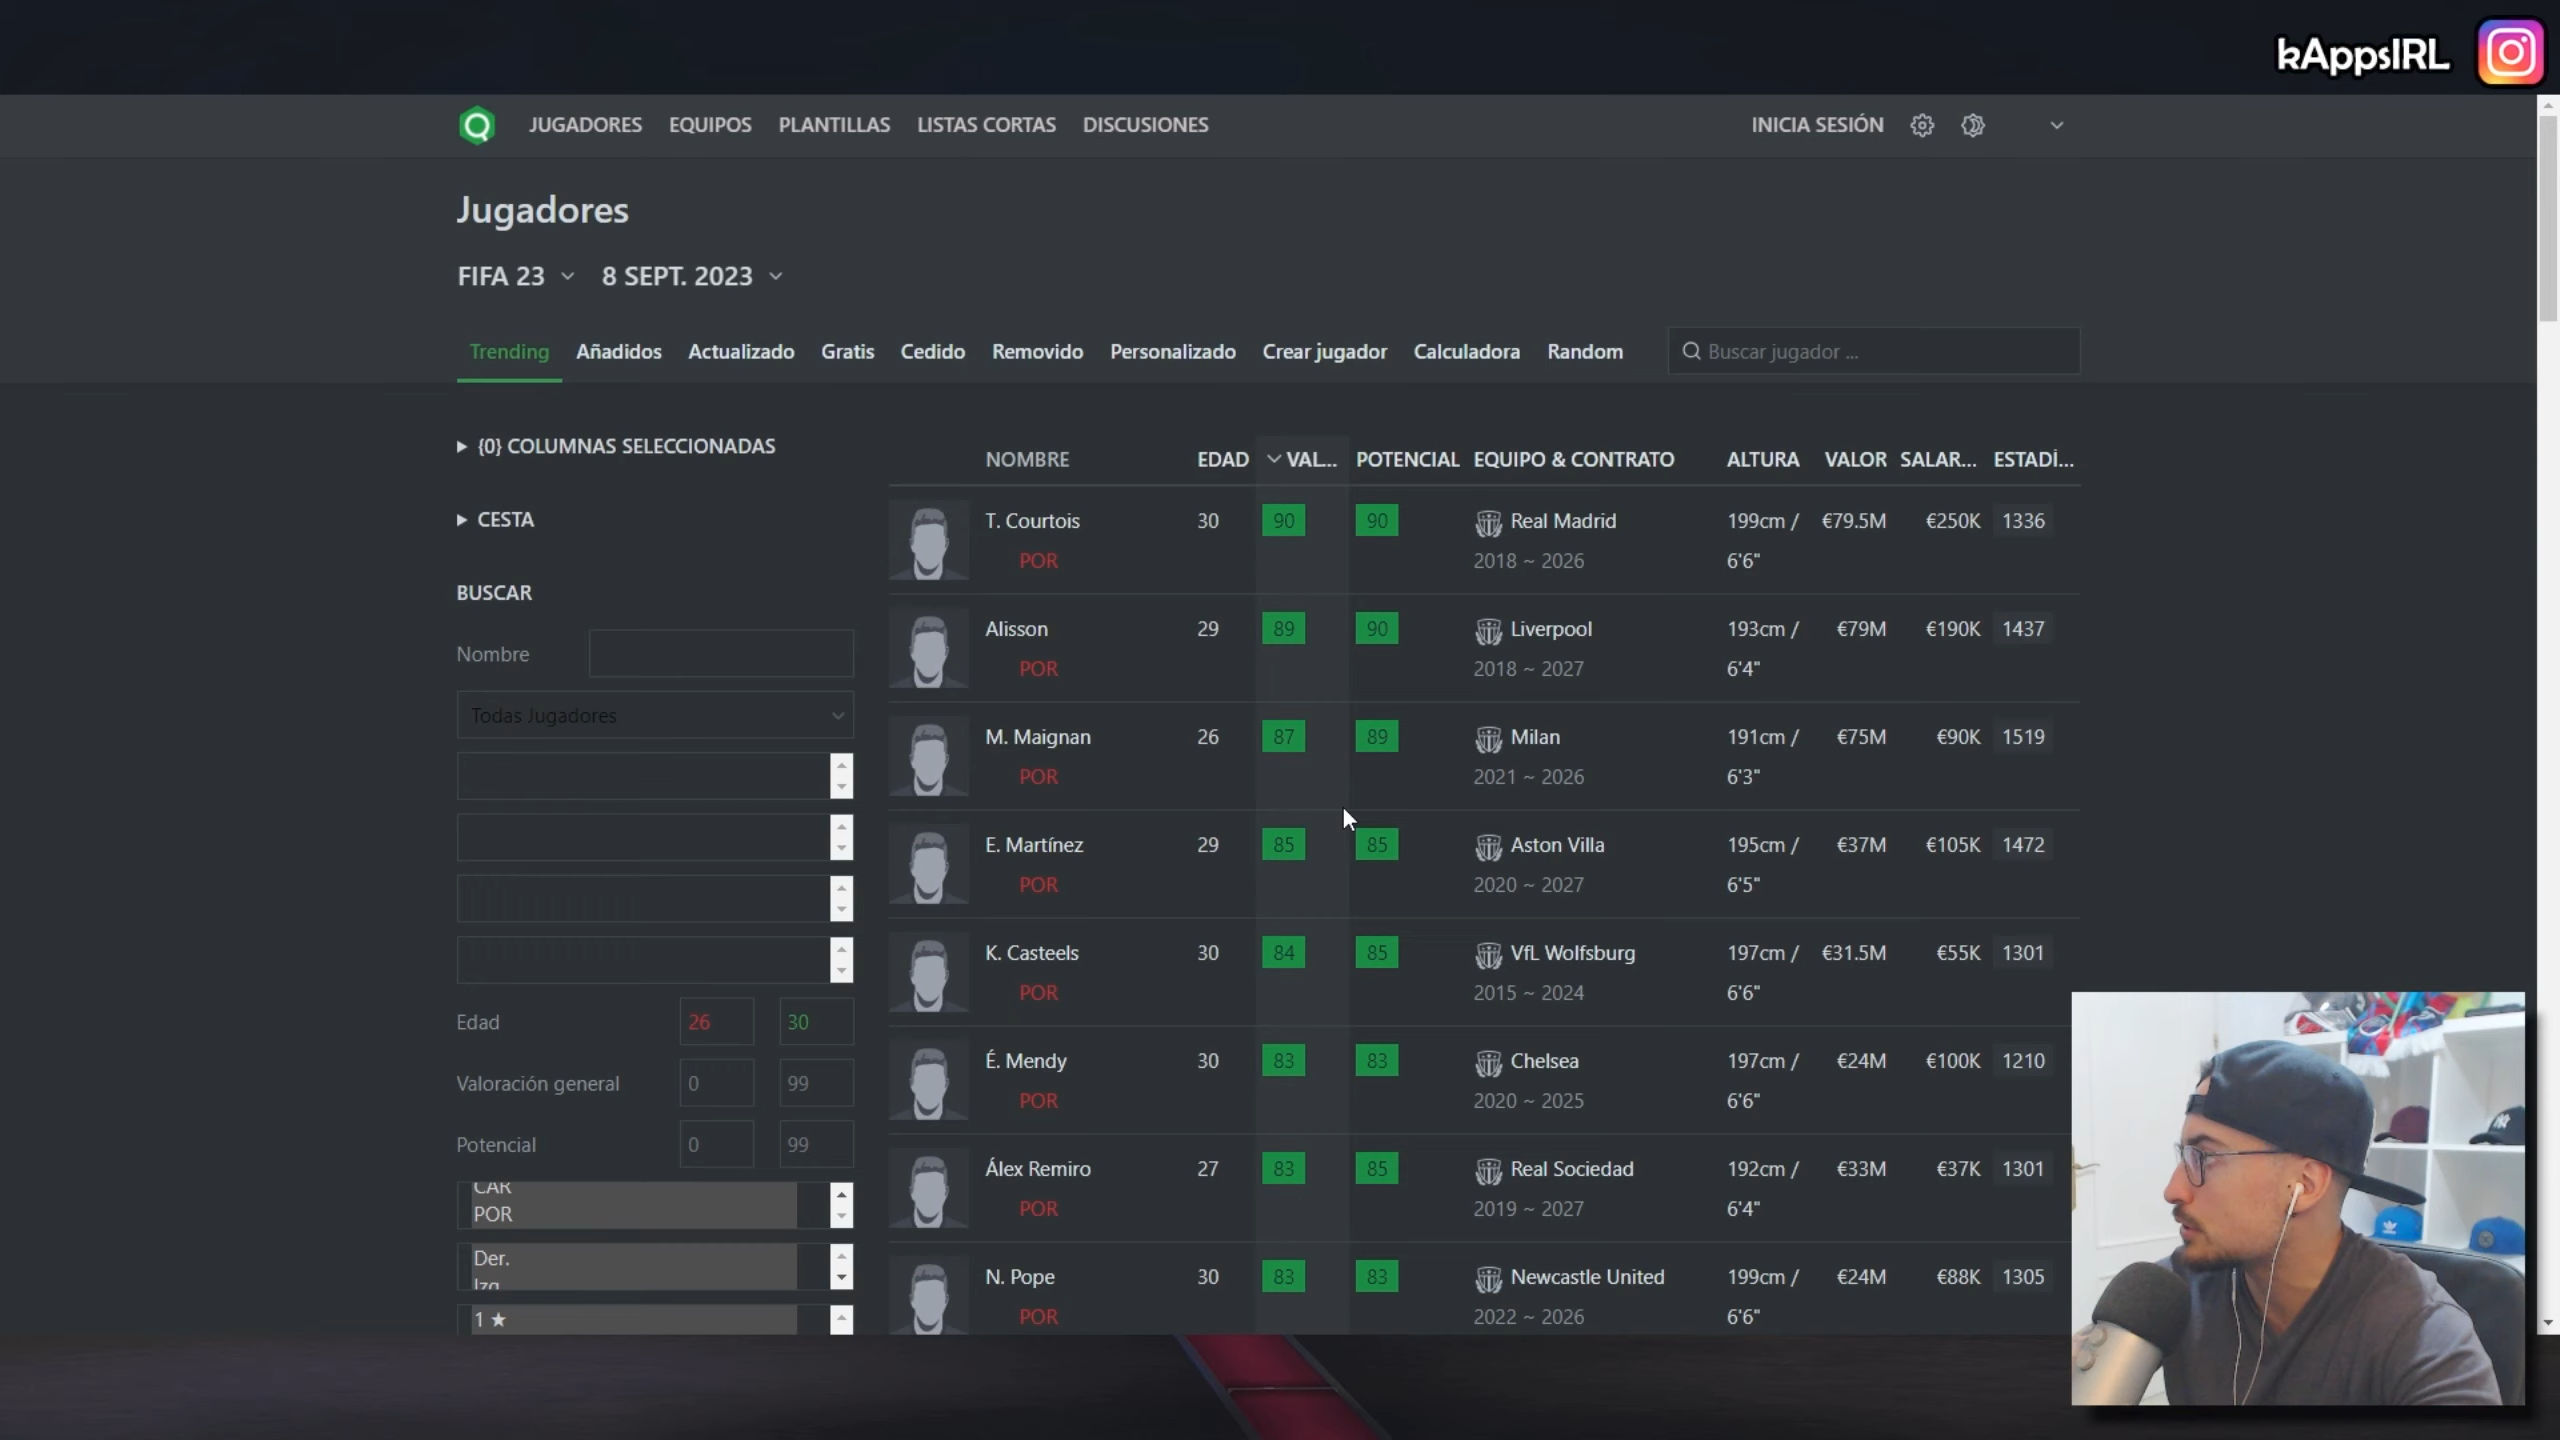 kAppsIRL
JUGADORES EQUIPOS PLANTILLAS LISTAS CORTAS DISCUSIONES INICIA SESIÓN
Jugadores
FIFA 23 8 SEPT. 2023
Trending Añadidos Actualizado Gratis Cedido Removido Personalizado Crear jugador Calculadora Random Buscar jugador ...
{0} COLUMNAS SELECCIONADAS
CESTA
BUSCAR
Nombre
Todas Jugadores
Edad 26 30
Valoración general 0 99
Potencial 0 99
CAR
POR
Der.
Izq
1 ★
NOMBRE EDAD VAL... POTENCIAL EQUIPO & CONTRATO ALTURA VALOR SALAR... ESTADÍ...
T. Courtois 30 90 90 Real Madrid 199cm / €79.5M €250K 1336
POR 2018 ~ 2026 6'6"
Alisson 29 89 90 Liverpool 193cm / €79M €190K 1437
POR 2018 ~ 2027 6'4"
M. Maignan 26 87 89 Milan 191cm / €75M €90K 1519
POR 2021 ~ 2026 6'3"
E. Martínez 29 85 85 Aston Villa 195cm / €37M €105K 1472
POR 2020 ~ 2027 6'5"
K. Casteels 30 84 85 VfL Wolfsburg 197cm / €31.5M €55K 1301
POR 2015 ~ 2024 6'6"
É. Mendy 30 83 83 Chelsea 197cm / €24M €100K 1210
POR 2020 ~ 2025 6'6"
Álex Remiro 27 83 85 Real Sociedad 192cm / €33M €37K 1301
POR 2019 ~ 2027 6'4"
N. Pope 30 83 83 Newcastle United 199cm / €24M €88K 1305
POR 2022 ~ 2026 6'6"